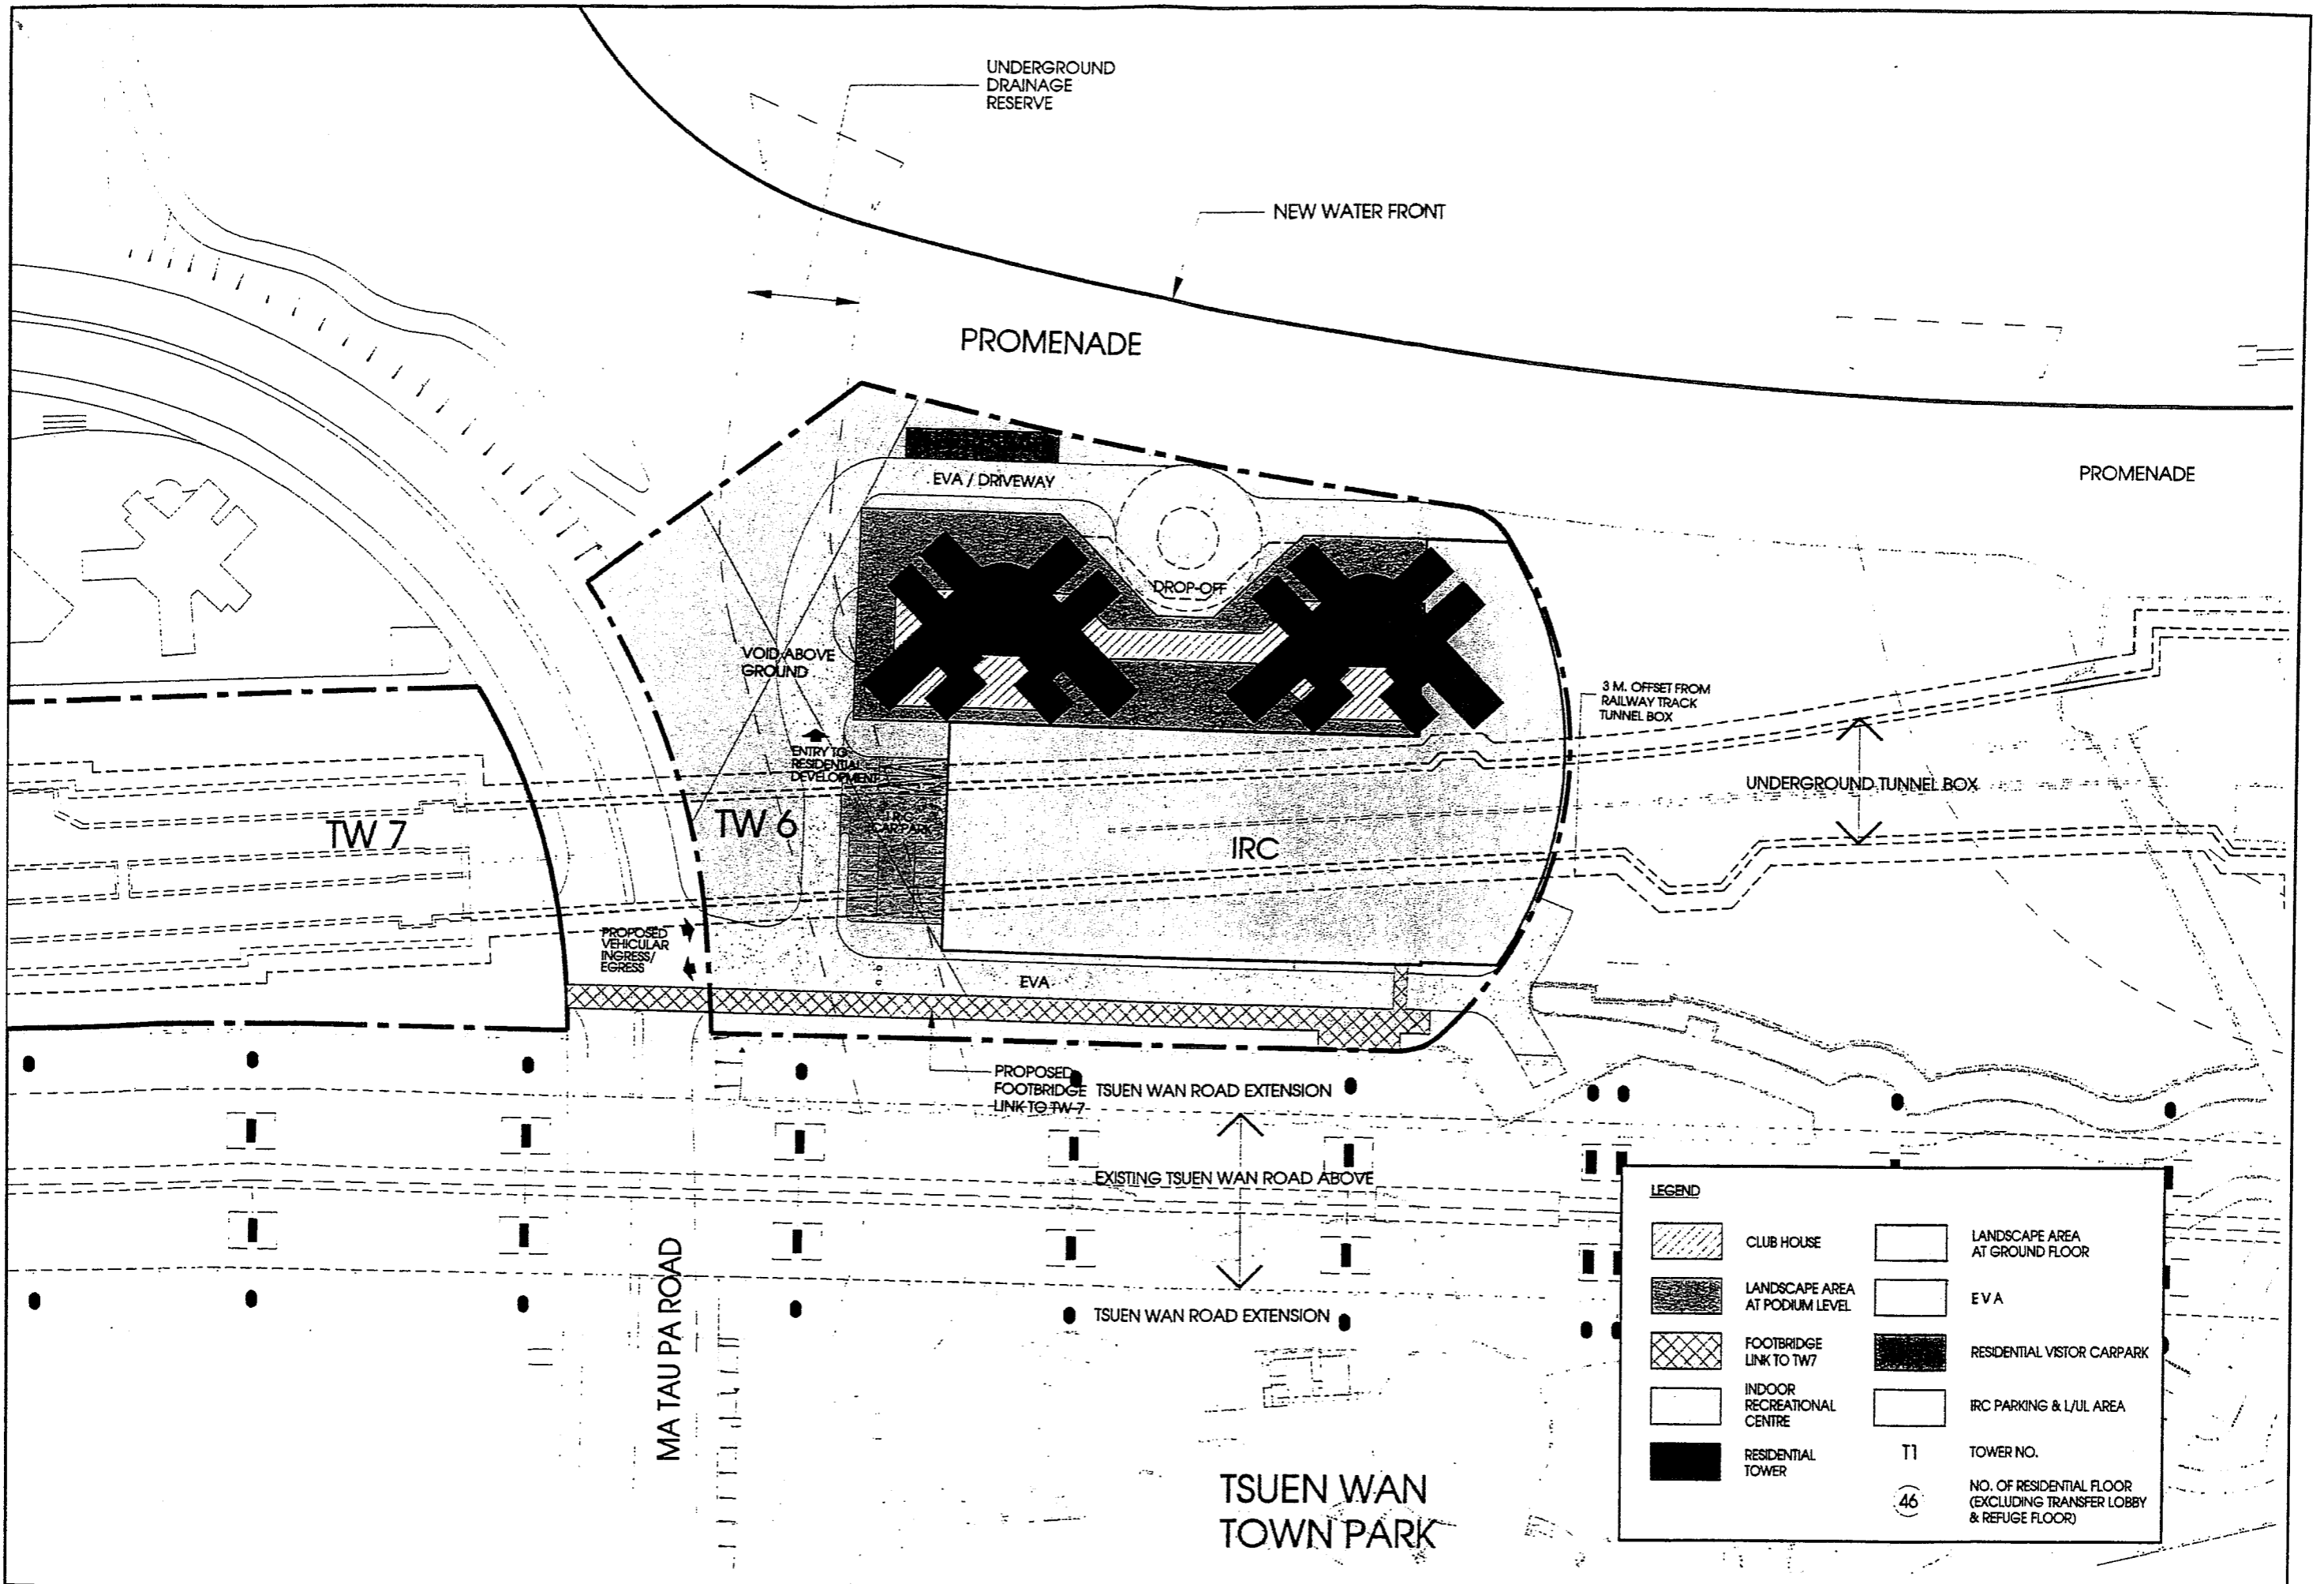 UNDERGROUND
DRAINAGE
RESERVE
NEW WATER FRONT
PROMENADE
PROMENADE
EVA / DRIVEWAY
DROP-OFF
VOID ABOVE
GROUND
3 M. OFFSET FROM
RAILWAY TRACK
TUNNEL BOX
ENTRY TO
RESIDENTIAL
DEVELOPMENT
UNDERGROUND TUNNEL BOX
TW 7
TW 6
I.R.C.
CARPARK
IRC
PROPOSED
VEHICULAR
INGRESS/
EGRESS
EVA
PROPOSED
FOOTBRIDGE
LINK TO TW-7
TSUEN WAN ROAD EXTENSION
EXISTING TSUEN WAN ROAD ABOVE
TSUEN WAN ROAD EXTENSION
MA TAU PA ROAD
TSUEN WAN
TOWN PARK
LEGEND
CLUB HOUSE
LANDSCAPE AREA
AT PODIUM LEVEL
FOOTBRIDGE
LINK TO TW7
INDOOR
RECREATIONAL
CENTRE
RESIDENTIAL
TOWER
LANDSCAPE AREA
AT GROUND FLOOR
E V A
RESIDENTIAL VISTOR CARPARK
IRC PARKING & L/UL AREA
T1 TOWER NO.
46 NO. OF RESIDENTIAL FLOOR
(EXCLUDING TRANSFER LOBBY
& REFUGE FLOOR)